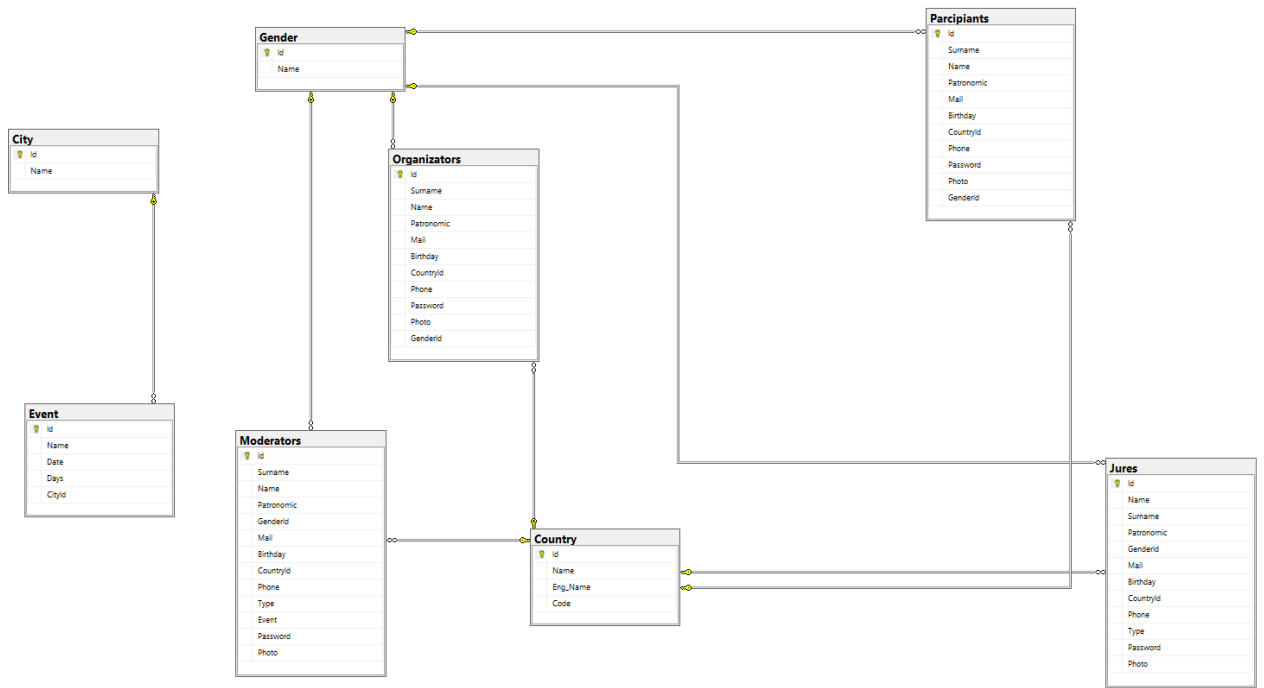 Gender
Id
Name
Parcipiants
Id
Surname
Name
Patronomic
Mail
Birthday
CountryId
Phone
Password
Photo
GenderId
City
Id
Name
Organizators
Id
Surname
Name
Patronomic
Mail
Birthday
CountryId
Phone
Password
Photo
GenderId
Event
Id
Name
Date
Days
CityId
Moderators
Id
Surname
Name
Patronomic
GenderId
Mail
Birthday
CountryId
Phone
Type
Event
Password
Photo
Country
Id
Name
Eng_Name
Code
Jures
Id
Name
Surname
Patronomic
GenderId
Mail
Birthday
CountryId
Phone
Type
Password
Photo